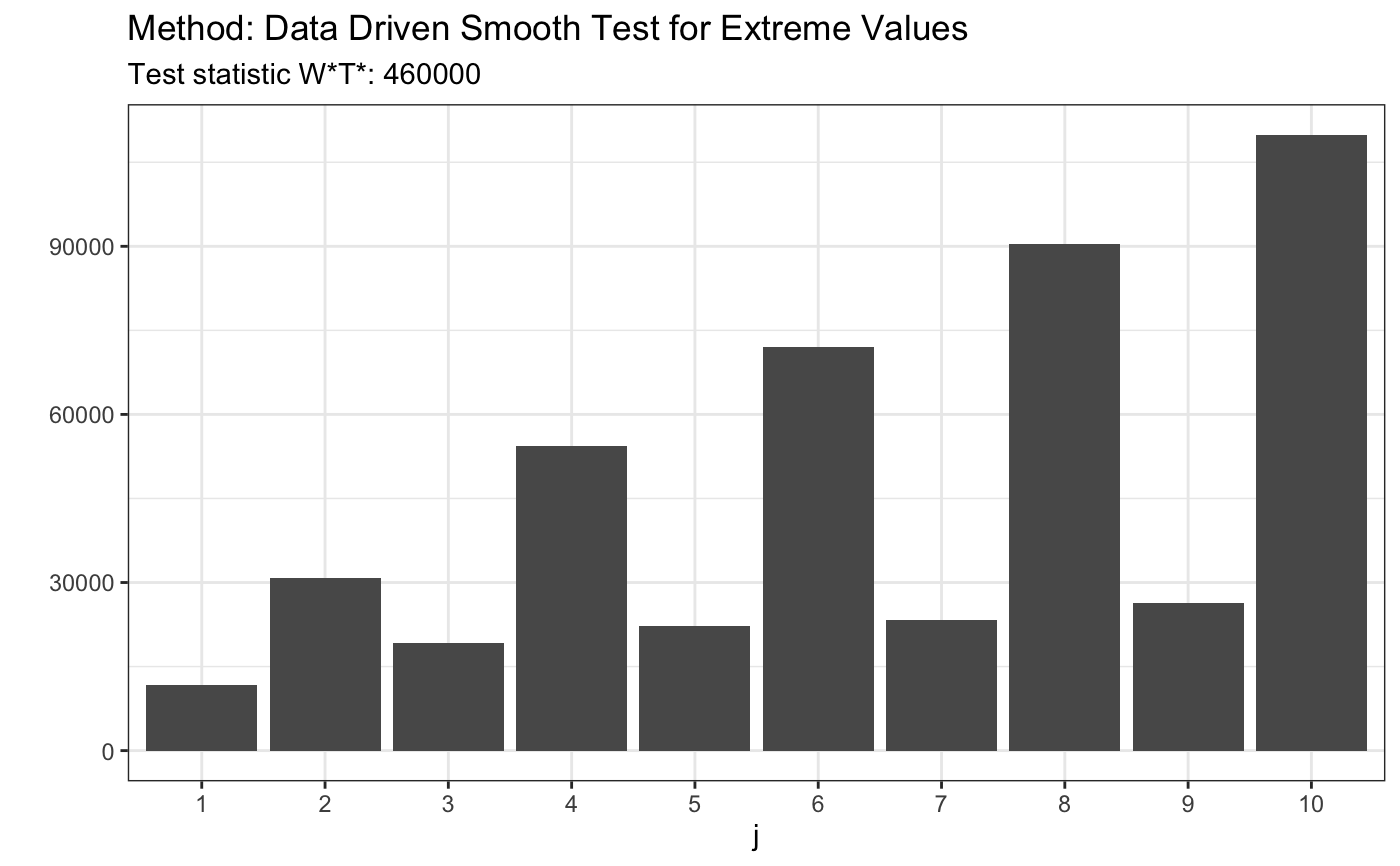 Method: Data Driven Smooth Test for Extreme Values
Test statistic W*T*: 460000
90000
60000
30000
0
1 2 3 4 5 6 7 8 9 10
j